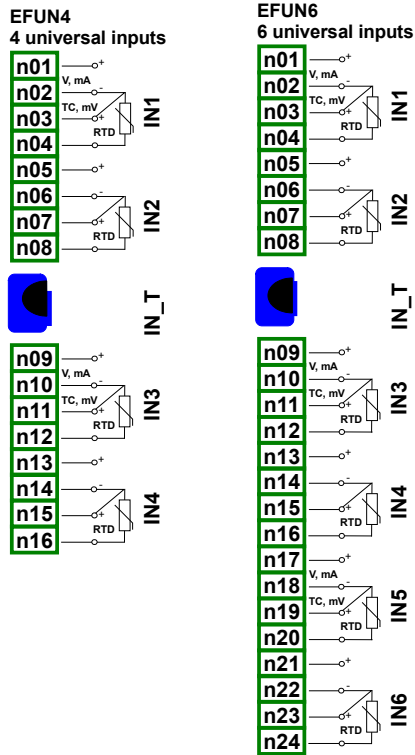 EFUN4
4 universal inputs
n01
+
V, mA
n02
-
TC, mV
n03
+
RTD
n04
IN1
n05
+
n06
-
n07
+
RTD
n08
IN2
IN_T
n09
+
V, mA
n10
-
TC, mV
n11
+
RTD
n12
IN3
n13
+
n14
-
n15
+
RTD
n16
IN4
EFUN6
6 universal inputs
n01
+
V, mA
n02
-
TC, mV
n03
+
RTD
n04
IN1
n05
+
n06
-
n07
+
RTD
n08
IN2
IN_T
n09
+
V, mA
n10
-
TC, mV
n11
+
RTD
n12
IN3
n13
+
n14
-
n15
+
RTD
n16
IN4
n17
+
V, mA
n18
-
TC, mV
n19
+
RTD
n20
IN5
n21
+
n22
-
n23
+
RTD
n24
IN6